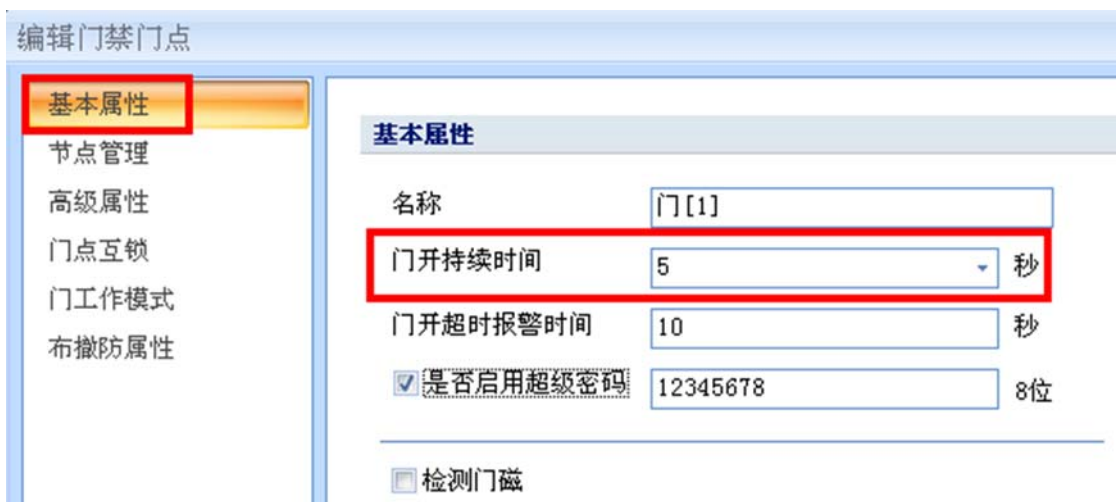 编辑门禁门点
基本属性
节点管理
高级属性
门点互锁
门工作模式
布撤防属性
基本属性
名称 门[1]
门开持续时间 5 秒
门开超时报警时间 10 秒
是否启用超级密码 12345678 8位
检测门磁